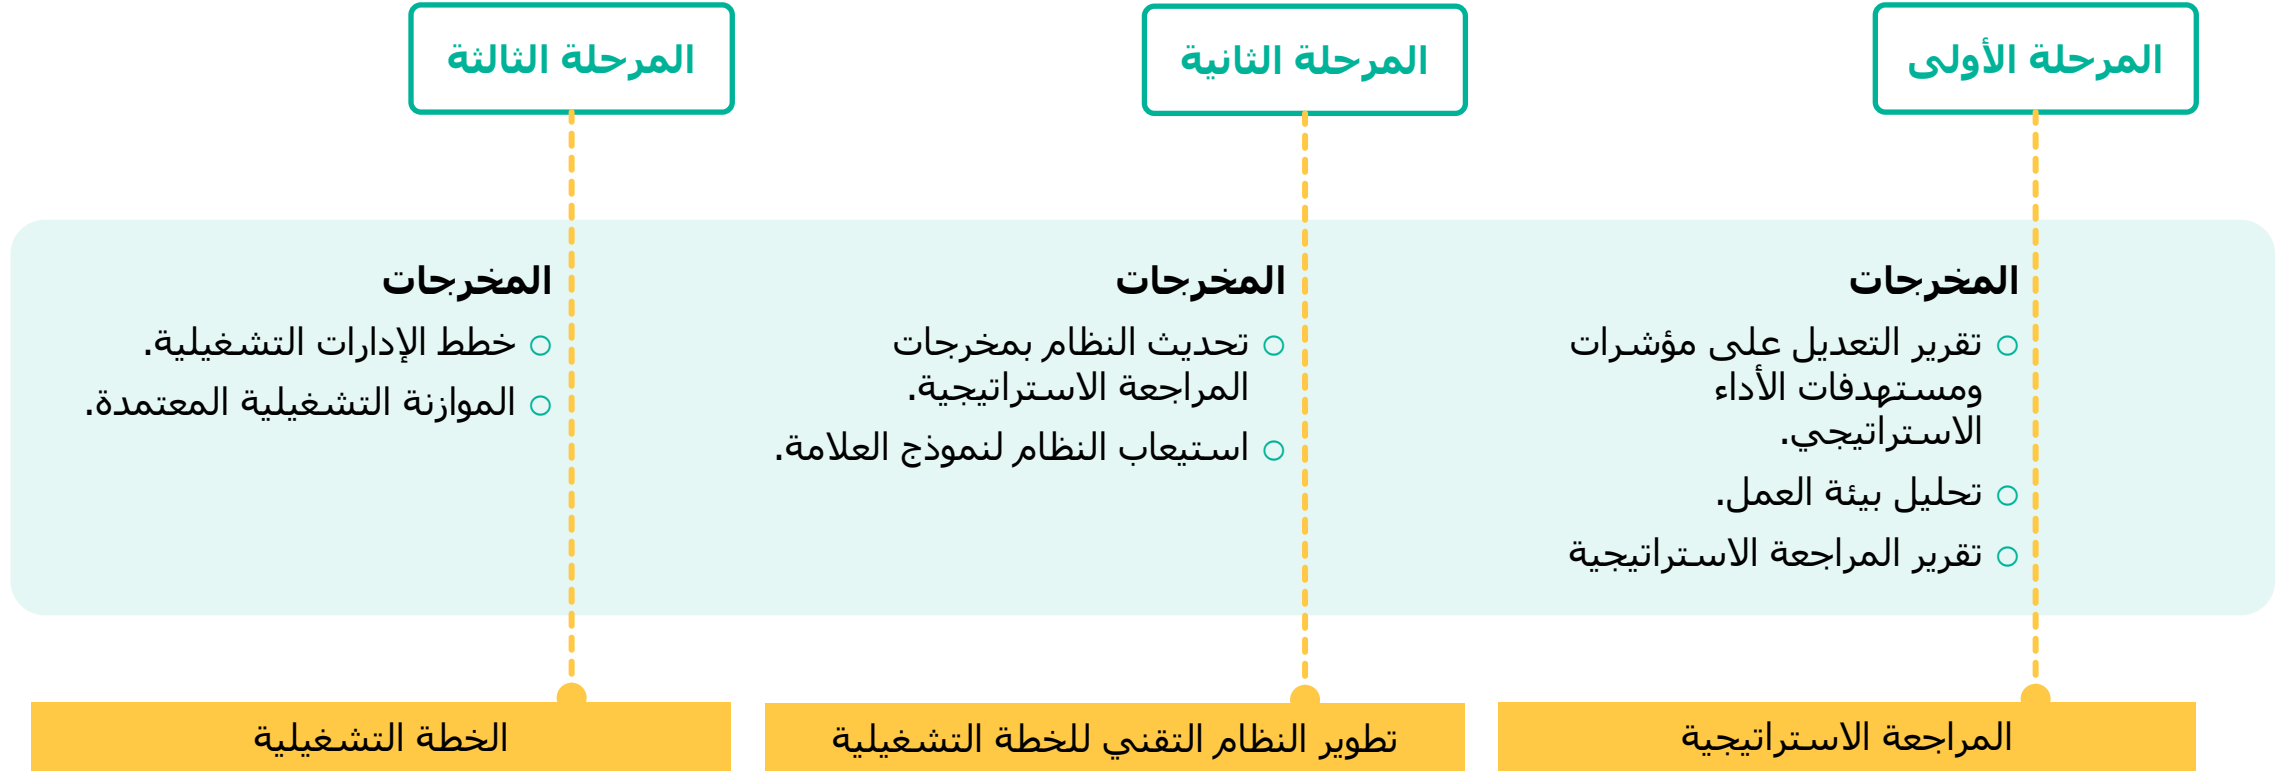 المرحلة الأولى
المرحلة الثانية
المرحلة الثالثة
المخرجات
تقرير التعديل على مؤشرات
ومستهدفات الأداء
الاستراتيجي.
تحليل بيئة العمل.
تقرير المراجعة الاستراتيجية
المخرجات
تحديث النظام بمخرجات
المراجعة الاستراتيجية.
استيعاب النظام لنموذج العلامة.
المخرجات
خطط الإدارات التشغيلية.
الموازنة التشغيلية المعتمدة.
المراجعة الاستراتيجية
تطوير النظام التقني للخطة التشغيلية
الخطة التشغيلية